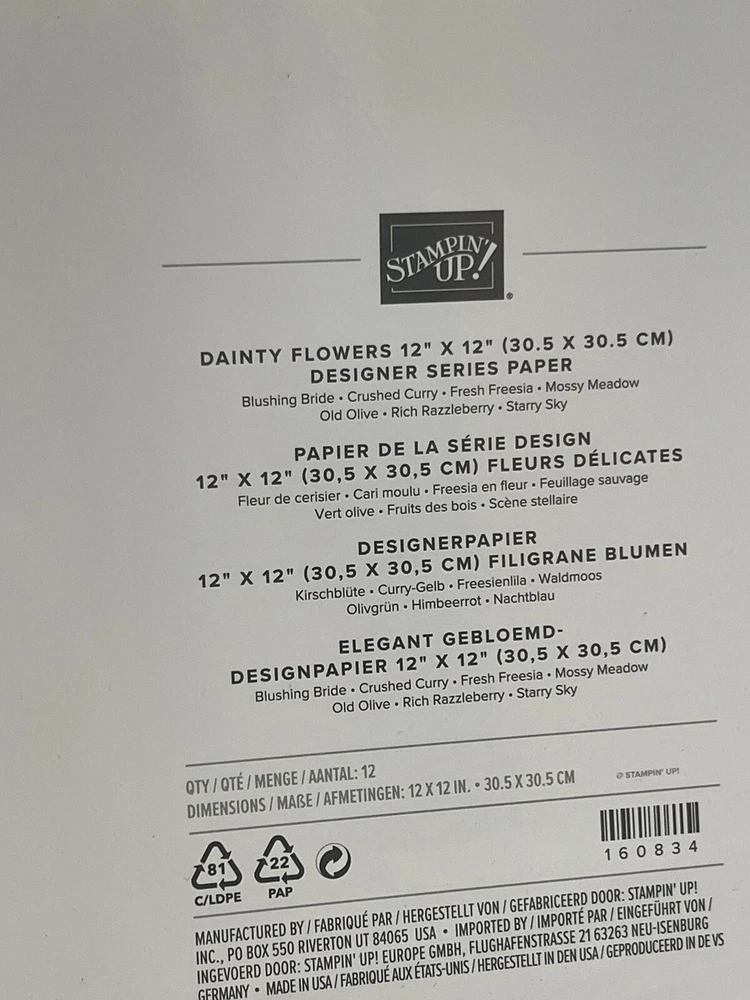 STAMPIN' UP!®
DAINTY FLOWERS 12" X 12" (30.5 X 30.5 CM)
DESIGNER SERIES PAPER
Blushing Bride • Crushed Curry • Fresh Freesia • Mossy Meadow
Old Olive • Rich Razzleberry • Starry Sky
PAPIER DE LA SÉRIE DESIGN
12" X 12" (30,5 X 30,5 CM) FLEURS DÉLICATES
Fleur de cerisier • Cari moulu • Freesia en fleur • Feuillage sauvage
Vert olive • Fruits des bois • Scène stellaire
DESIGNERPAPIER
12" X 12" (30,5 X 30,5 CM) FILIGRANE BLUMEN
Kirschblüte • Curry-Gelb • Freesienlila • Waldmoos
Olivgrün • Himbeerrot • Nachtblau
ELEGANT GEBLOEMD-
DESIGNPAPIER 12" X 12" (30,5 X 30,5 CM)
Blushing Bride • Crushed Curry • Fresh Freesia • Mossy Meadow
Old Olive • Rich Razzleberry • Starry Sky
QTY / QTÉ / MENGE / AANTAL: 12
DIMENSIONS / MAßE / AFMETINGEN: 12 X 12 IN. • 30.5 X 30.5 CM
© STAMPIN' UP!
160834
81 22
C/LDPE PAP
MANUFACTURED BY / FABRIQUÉ PAR / HERGESTELLT VON / GEFABRICEERD DOOR: STAMPIN' UP!
INC., PO BOX 550 RIVERTON UT 84065 USA • IMPORTED BY / IMPORTÉ PAR / EINGEFÜHRT VON /
INGEVOERD DOOR: STAMPIN' UP! EUROPE GMBH, FLUGHAFENSTRASSE 21 63263 NEU-ISENBURG
GERMANY • MADE IN USA / FABRIQUÉ AUX ÉTATS-UNIS / HERGESTELLT IN DEN USA / GEPRODUCEERD IN DE VS